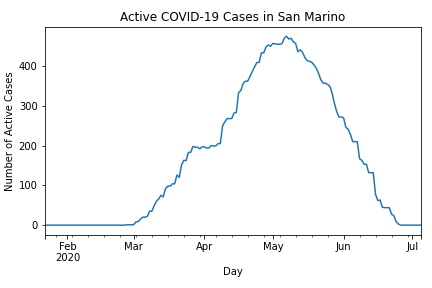 Active COVID-19 Cases in San Marino
Number of Active Cases
400
300
200
100
0
Feb
2020
Mar
Apr
May
Jun
Jul
Day